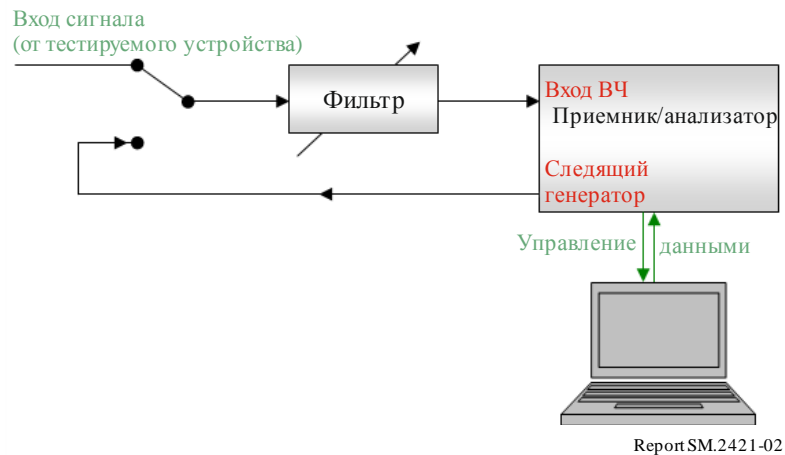 Вход сигнала
(от тестируемого устройства)
Фильтр
Вход ВЧ
Приемник/анализатор
Следящий
генератор
Управление данными
Report SM.2421-02